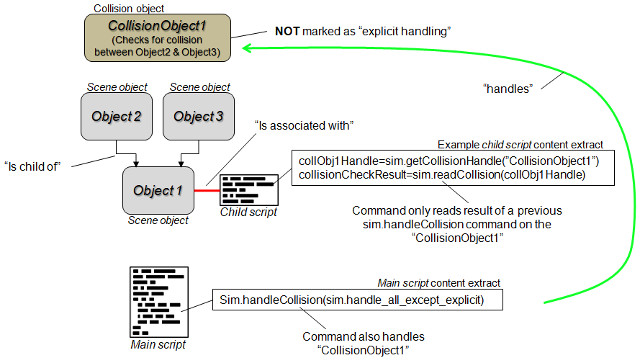 Collision object
CollisionObject1
(Checks for collision
between Object2 & Object3)
NOT marked as “explicit handling”
“handles”
Scene object
Scene object
Object 2
Object 3
“Is associated with”
“Is child of”
Object 1
Scene object
Child script
Example child script content extract
collObj1Handle=sim.getCollisionHandle(”CollisionObject1”)
collisionCheckResult=sim.readCollision(collObj1Handle)
Command only reads result of a previous
sim.handleCollision command on the
“CollisionObject1”
Main script content extract
Sim.handleCollision(sim.handle_all_except_explicit)
Main script
Command also handles
“CollisionObject1”